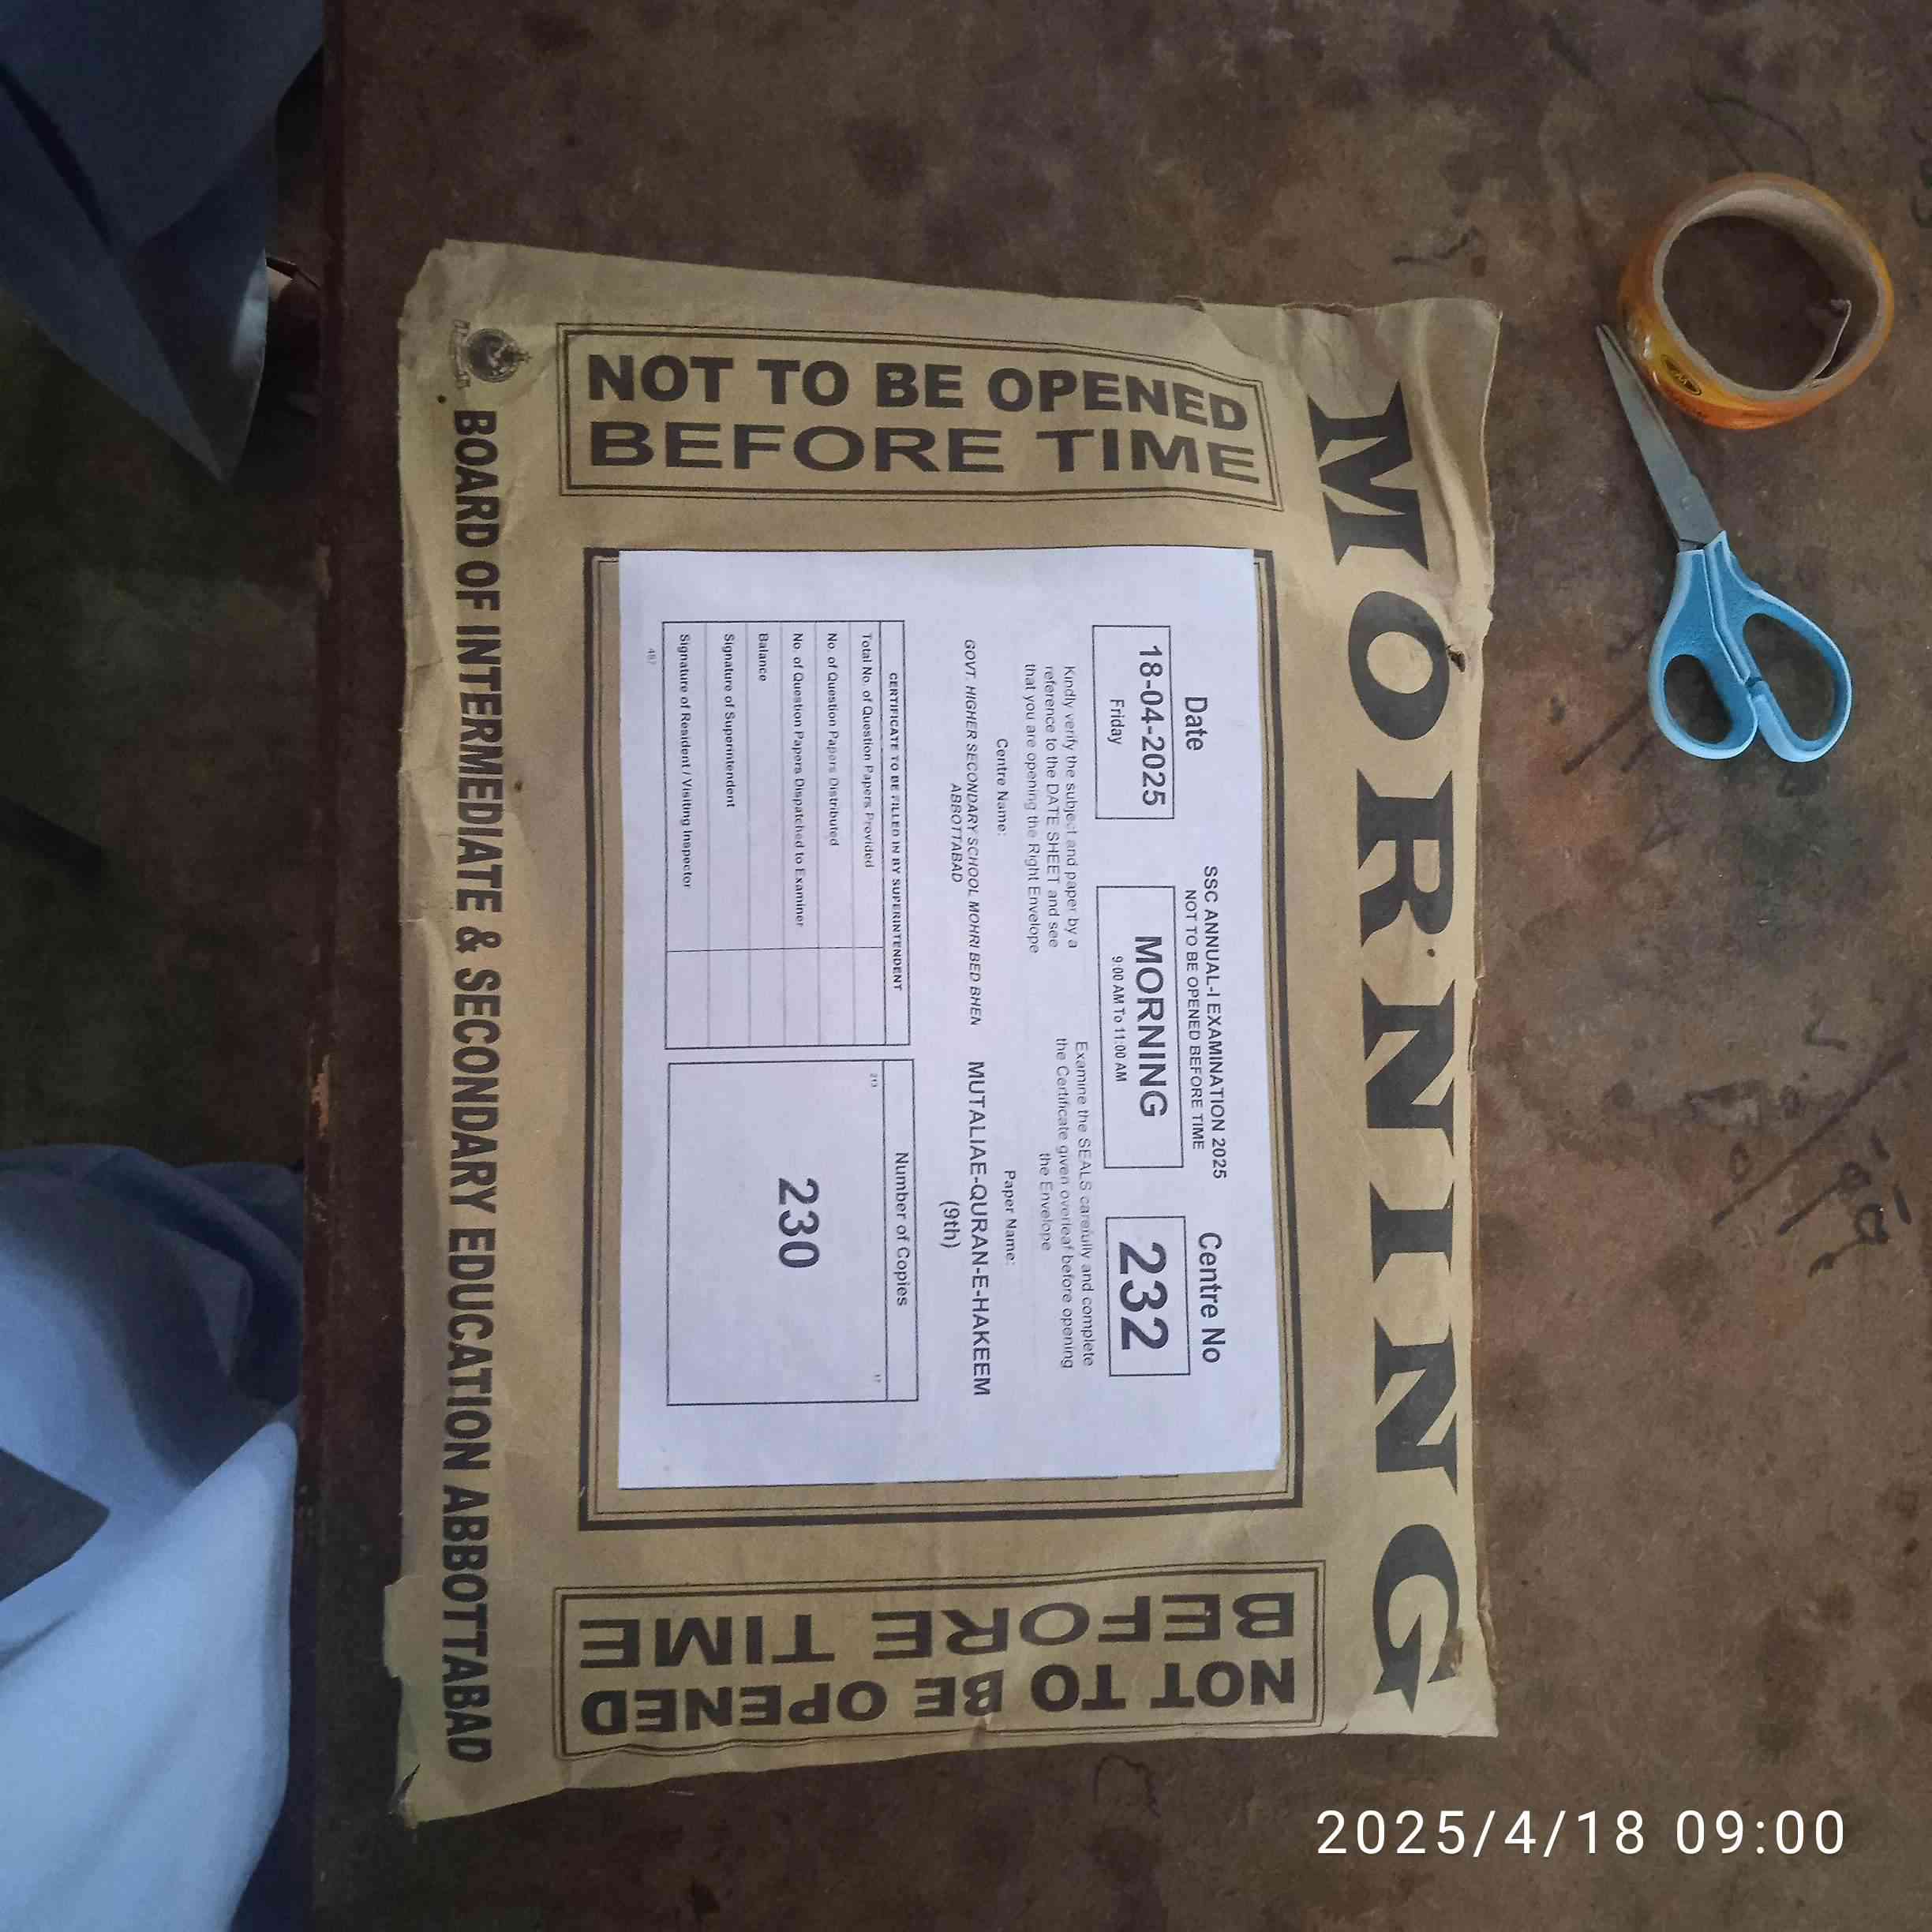 MORNING
NOT TO BE OPENED
BEFORE TIME
SSC ANNUAL-I EXAMINATION 2025
NOT TO BE OPENED BEFORE TIME
Date
18-04-2025
Friday
MORNING
9:00 AM To 11:00 AM
Centre No
232
Kindly verify the subject and paper by a
reference to the DATE SHEET and see
that you are opening the Right Envelope
Examine the SEALS carefully and complete
the Certificate given overleaf before opening
the Envelope
Centre Name:
GOVT. HIGHER SECONDARY SCHOOL MOHRI BED BHEN
ABBOTTABAD
Paper Name:
MUTALIAE-QURAN-E-HAKEEM
(9th)
CERTIFICATE TO BE FILLED IN BY SUPERINTENDENT
Total No. of Question Papers Provided
No. of Question Papers Distributed
No. of Question Papers Dispatched to Examiner
Balance
Signature of Superintendent
Signature of Resident / Visiting Inspector
487
Number of Copies
213
17
230
NOT TO BE OPENED
BEFORE TIME
BOARD OF INTERMEDIATE & SECONDARY EDUCATION ABBOTTABAD
2025/4/18 09:00